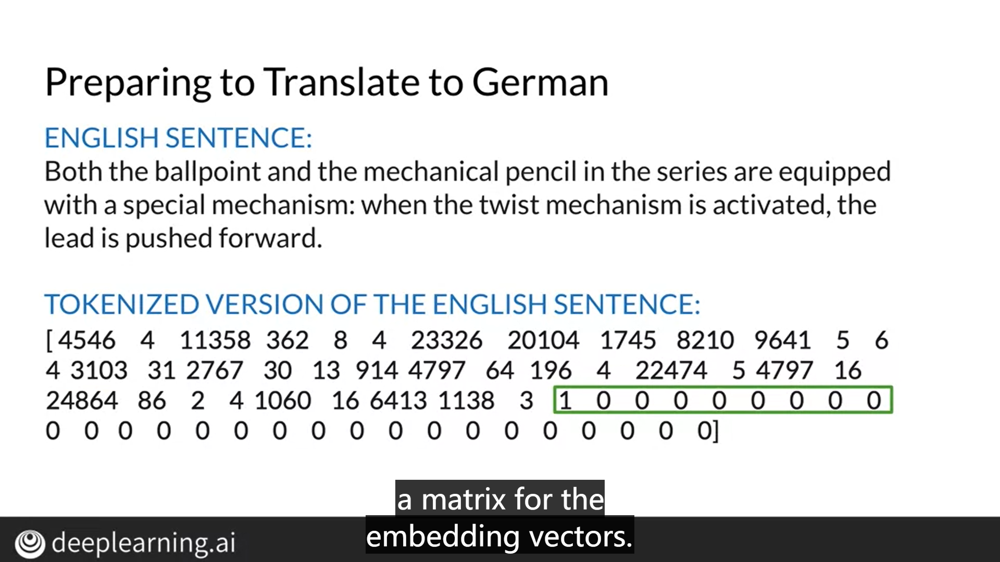 Preparing to Translate to German
ENGLISH SENTENCE:
Both the ballpoint and the mechanical pencil in the series are equipped
with a special mechanism: when the twist mechanism is activated, the
lead is pushed forward.
TOKENIZED VERSION OF THE ENGLISH SENTENCE:
[ 4546 4 11358 362 8 4 23326 20104 1745 8210 9641 5 6
4 3103 31 2767 30 13 914 4797 64 196 4 22474 5 4797 16
24864 86 2 4 1060 16 6413 1138 3 1 0 0 0 0 0 0 0 0
0 0 0 0 0 0 0 0 0 0 0 0 0 0 0 0 0 0]
a matrix for the
embedding vectors.
deeplearning.ai